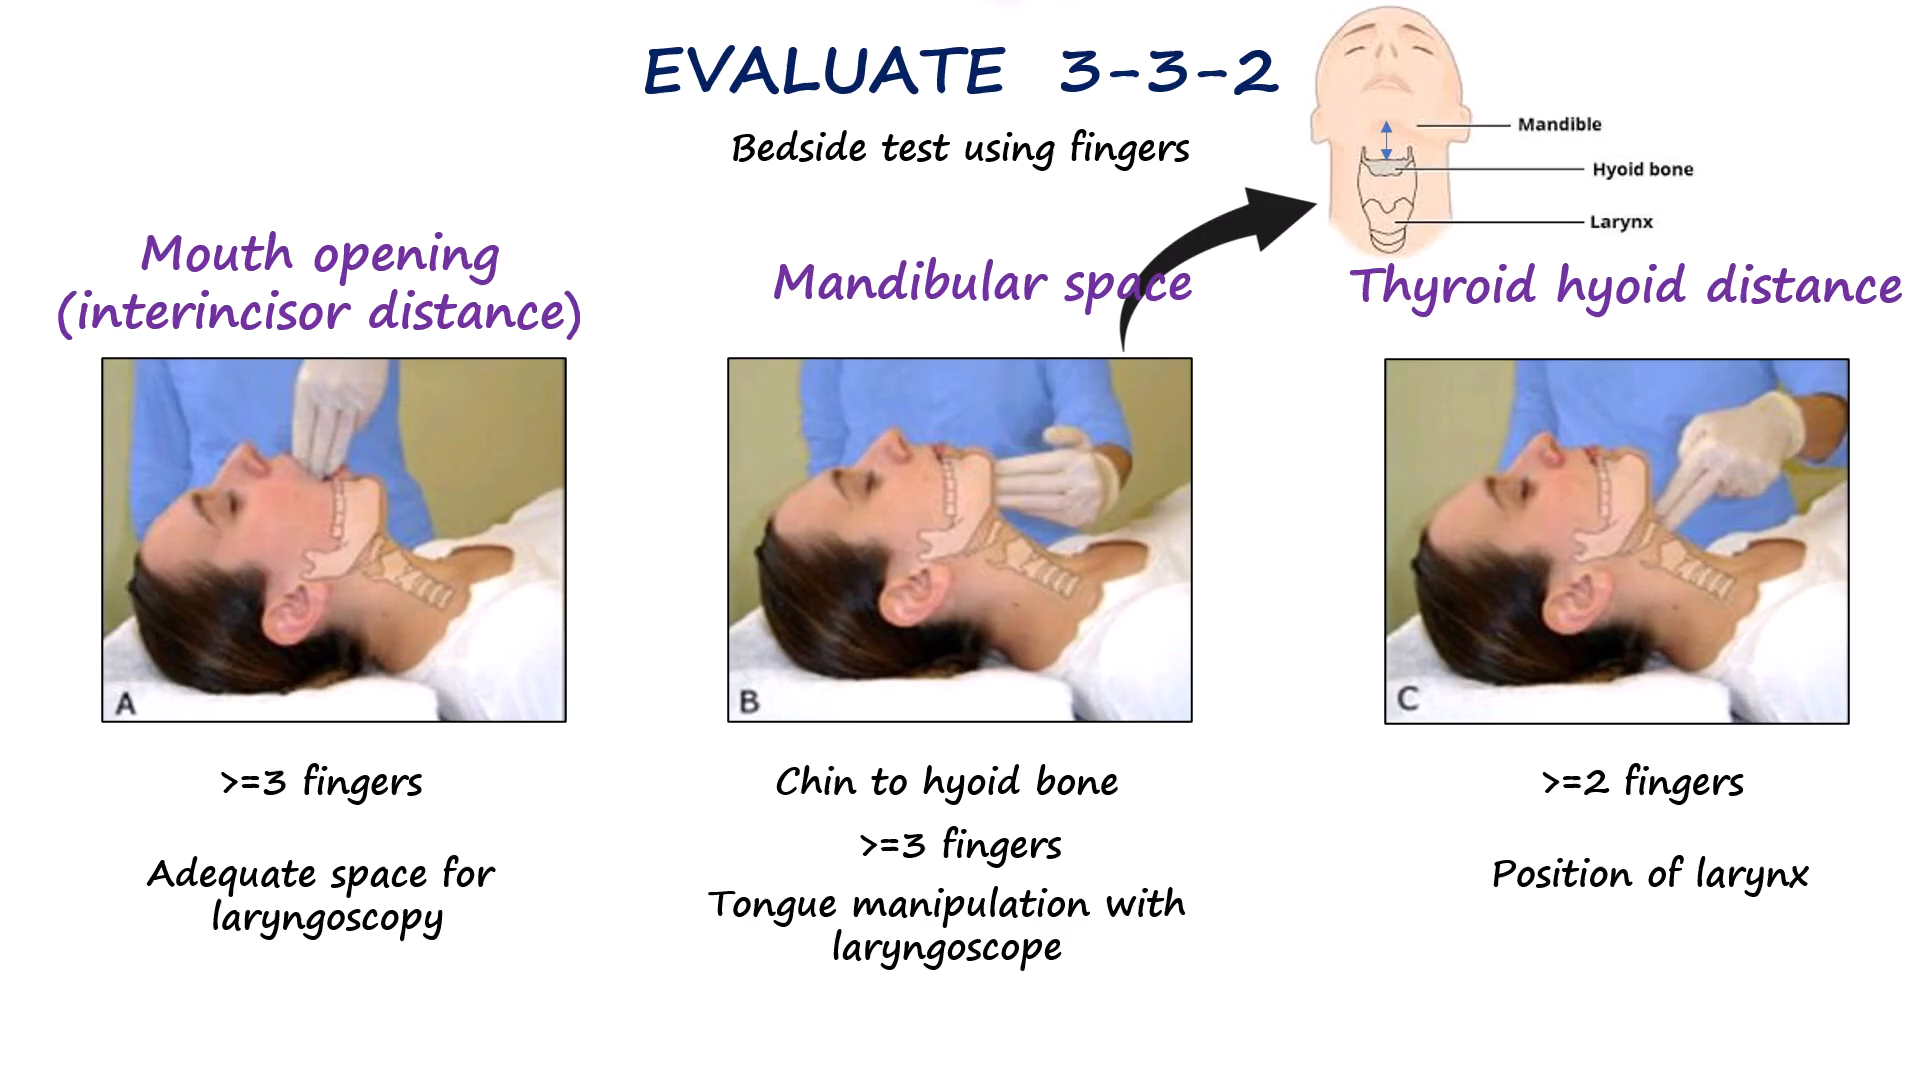 EVALUATE 3-3-2
Bedside test using fingers
Mandible
Hyoid bone
Larynx
Mouth opening
(interincisor distance)
Mandibular space
Thyroid hyoid distance
A
B
C
>=3 fingers
Adequate space for
laryngoscopy
Chin to hyoid bone
>=3 fingers
Tongue manipulation with
laryngoscope
>=2 fingers
Position of larynx